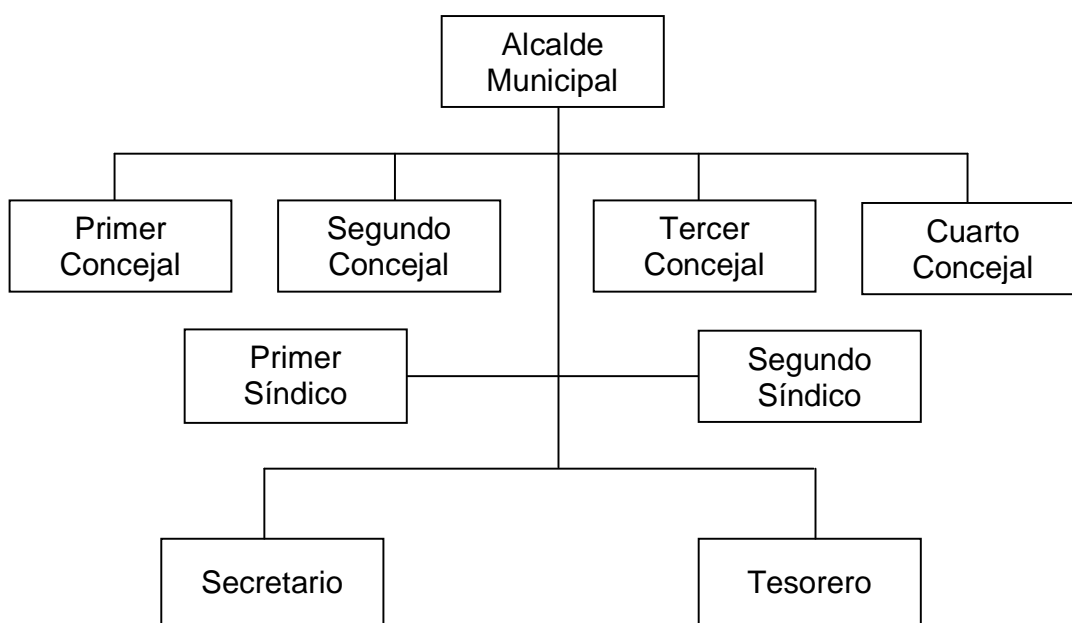 Alcalde
Municipal
Primer
Concejal
Segundo
Concejal
Tercer
Concejal
Cuarto
Concejal
Primer
Síndico
Segundo
Síndico
Secretario
Tesorero